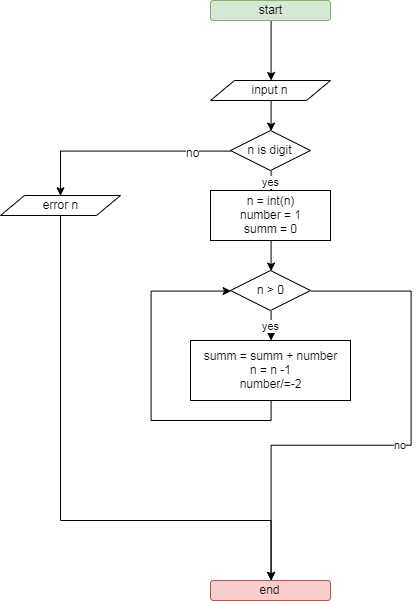 start
input n
n is digit
no
yes
error n
n = int(n)
number = 1
summ = 0
n > 0
yes
summ = summ + number
n = n -1
number/=-2
no
end